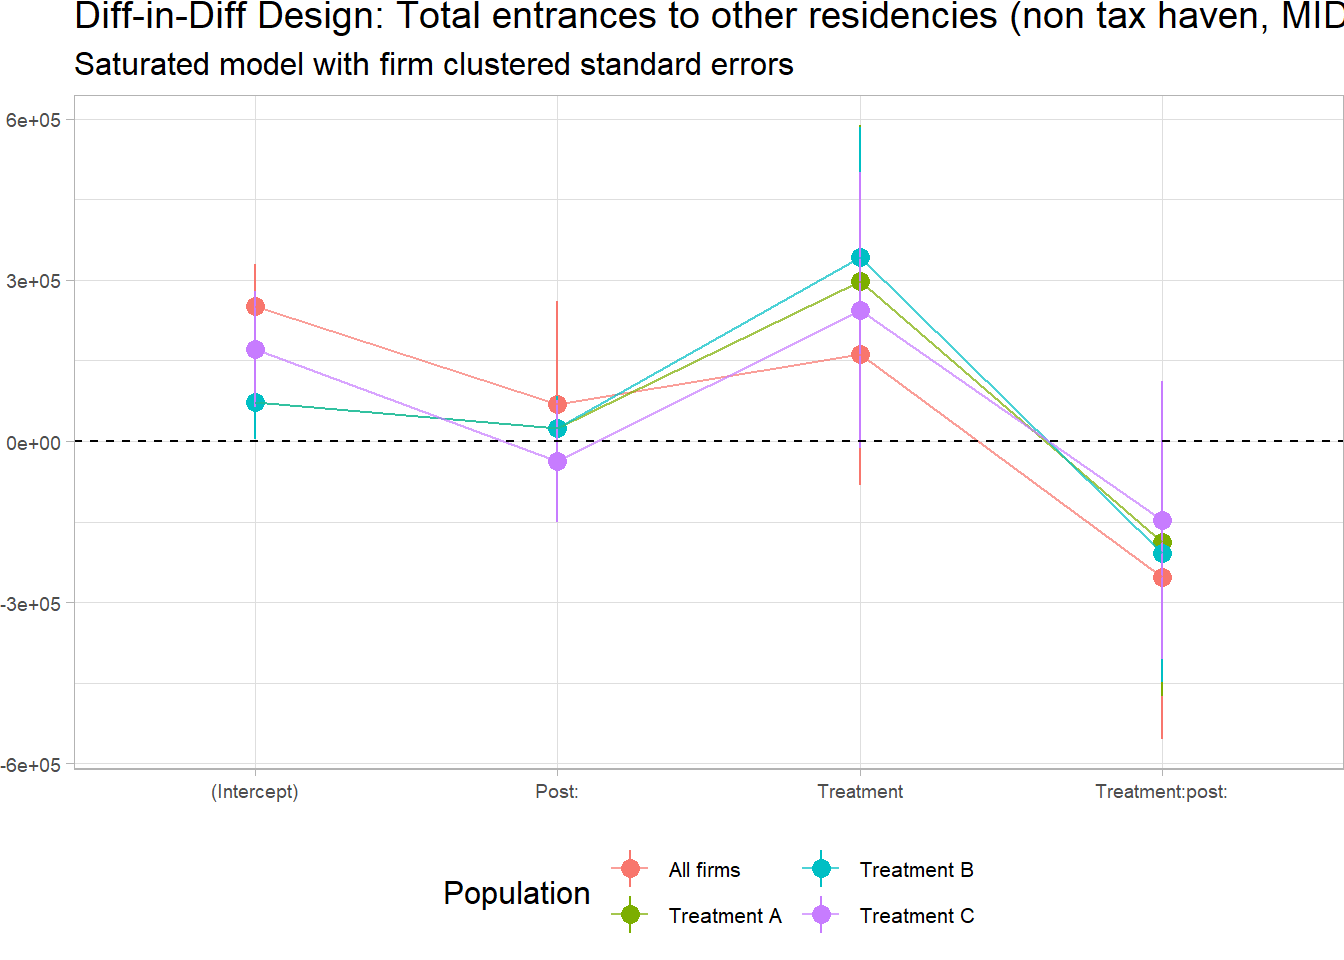 Diff-in-Diff Design: Total entrances to other residencies (non tax haven, MID
Saturated model with firm clustered standard errors
6e+05
3e+05
0e+00
-3e+05
-6e+05
(Intercept)
Post:
Treatment
Treatment:post:
Population
All firms
Treatment A
Treatment B
Treatment C